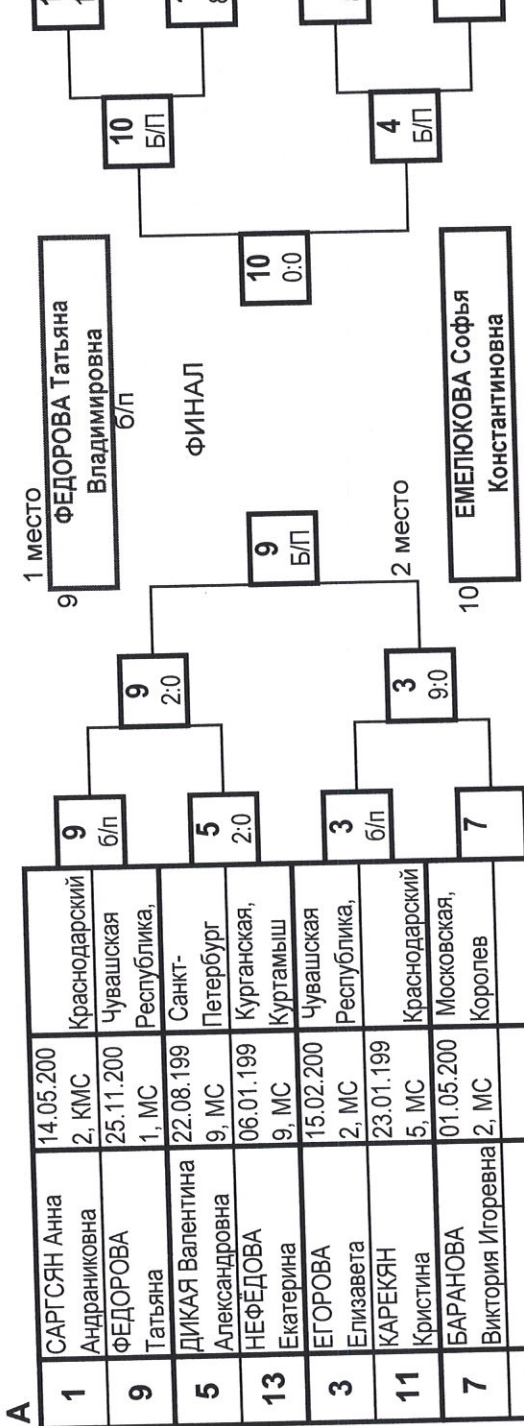 А
1
САРГСЯН Анна
Андраниковна
14.05.200
2, КМС
Краснодарский
9
ФЕДОРОВА
Татьяна
25.11.200
1, МС
Чувашская
Республика,
5
ДИКАЯ Валентина
Александровна
22.08.199
9, МС
Санкт-
Петербург
13
НЕФЁДОВА
Екатерина
06.01.199
9, МС
Курганская,
Куртамыш
3
ЕГОРОВА
Елизавета
15.02.200
2, МС
Чувашская
Республика,
11
КАРЕКЯН
Кристина
23.01.199
5, МС
Краснодарский
7
БАРАНОВА
Виктория Игоревна
01.05.200
2, МС
Московская,
Королев
9
б/п
5
2:0
3
б/п
7
9
2:0
3
9:0
9
Б/П
1 место
9
ФЕДОРОВА Татьяна
Владимировна
б/п
ФИНАЛ
2 место
10
ЕМЕЛЮКОВА Софья
Константиновна
10
0:0
10
Б/П
4
Б/П